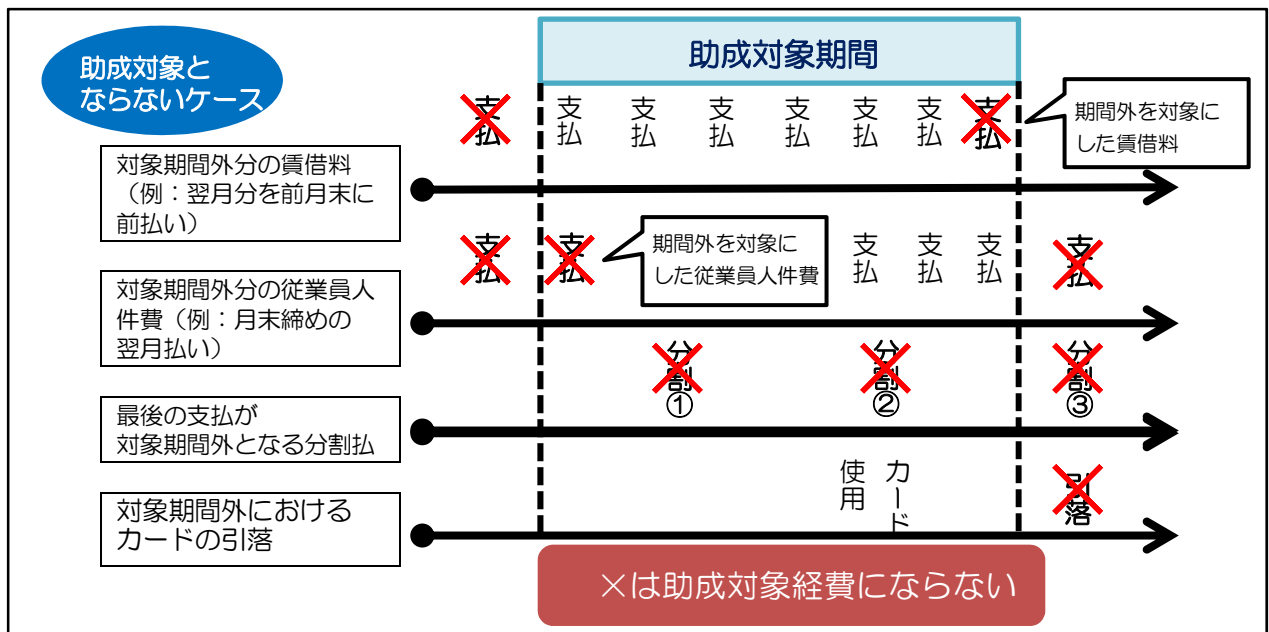 助成対象と
ならないケース
助成対象期間
支払
支払
支払
支払
支払
支払
支払
支払
期間外を対象に
した賃借料
対象期間外分の賃借料
（例：翌月分を前月末に
前払い）
支払
支払
期間外を対象に
した従業員人件費
支払
支払
支払
支払
対象期間外分の従業員人
件費（例：月末締めの
翌月払い）
分割①
分割②
分割③
最後の支払が
対象期間外となる分割払
カード
使用
引落
対象期間外における
カードの引落
×は助成対象経費にならない